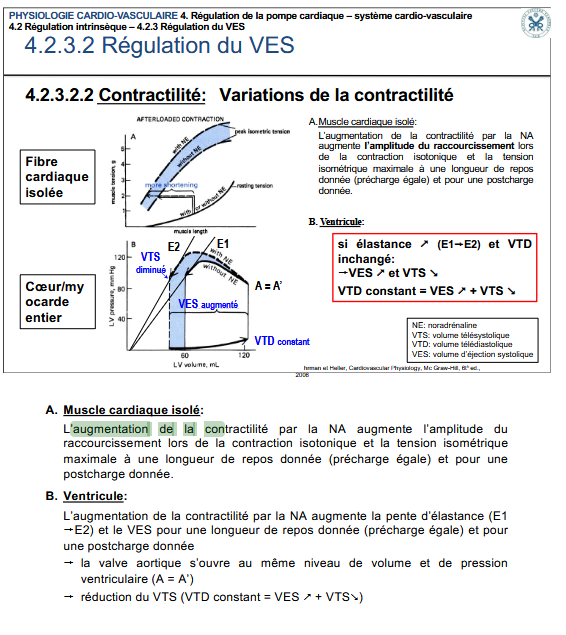 PHYSIOLOGIE CARDIO-VASCULAIRE 4. Régulation de la pompe cardiaque – système cardio-vasculaire
4.2 Régulation intrinsèque – 4.2.3 Régulation du VES
4.2.3.2 Régulation du VES
4.2.3.2.2 Contractilité: Variations de la contractilité
AFTERLOADED CONTRACTION
A
with NE
without NE
peak isometric tension
muscle tension, g
5
4
3
2
1
more shortening
resting tension
with or without NE
muscle length
Fibre
cardiaque
isolée
A.Muscle cardiaque isolé:
L'augmentation de la contractilité par la NA
augmente l'amplitude du raccourcissement lors
de la contraction isotonique et la tension
isométrique maximale à une longueur de repos
donnée (précharge égale) et pour une postcharge
donnée.
B
E2
E1
with NE
without NE
VTS
diminué
A = A'
VES augmenté
VTD constant
LV pressure, mm Hg
120
80
40
60
120
LV volume, mL
Cœur/my
ocarde
entier
B. Ventricule:
si élastance ↗ (E1→E2) et VTD
inchangé:
→VES ↗ et VTS ↘
VTD constant = VES ↗ + VTS ↘
NE: noradrénaline
VTS: volume télésystolique
VTD: volume télédiastolique
VES: volume d'éjection systolique
hrman et Heller, Cardiovascular Physiology, Mc Graw-Hill, 6th ed.,
2006
A. Muscle cardiaque isolé:
L'augmentation de la contractilité par la NA augmente l'amplitude du
raccourcissement lors de la contraction isotonique et la tension isométrique
maximale à une longueur de repos donnée (précharge égale) et pour une
postcharge donnée.
B. Ventricule:
L'augmentation de la contractilité par la NA augmente la pente d'élastance (E1
→E2) et le VES pour une longueur de repos donnée (précharge égale) et pour
une postcharge donnée
→ la valve aortique s'ouvre au même niveau de volume et de pression
ventriculaire (A = A')
→ réduction du VTS (VTD constant = VES ↗ + VTS↘)